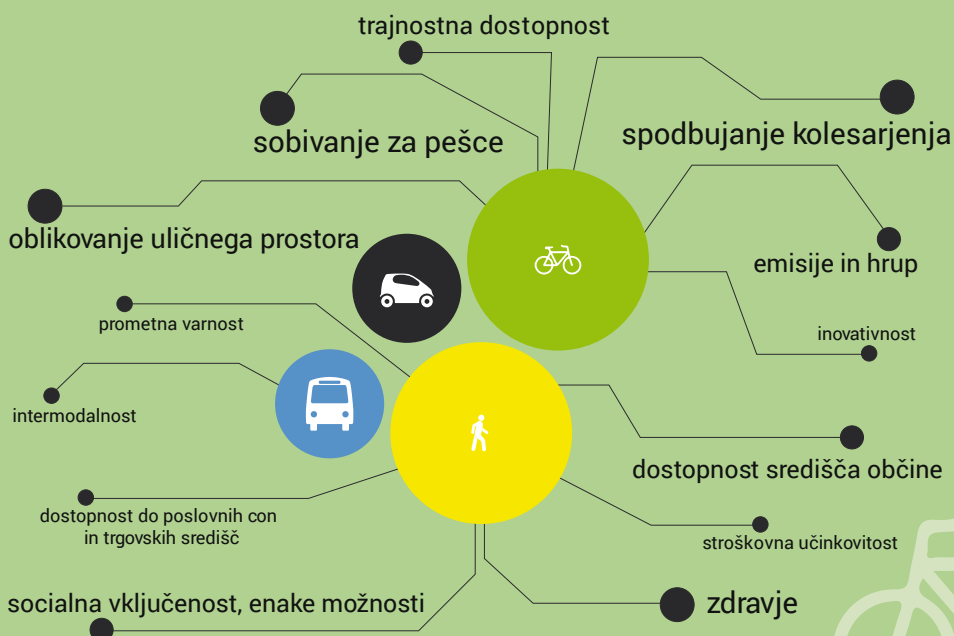 trajnostna dostopnost
sobivanje za pešce
spodbujanje kolesarjenja
oblikovanje uličnega prostora
emisije in hrup
prometna varnost
inovativnost
intermodalnost
dostopnost središča občine
dostopnost do poslovnih con
in trgovskih središč
stroškovna učinkovitost
socialna vključenost, enake možnosti
zdravje